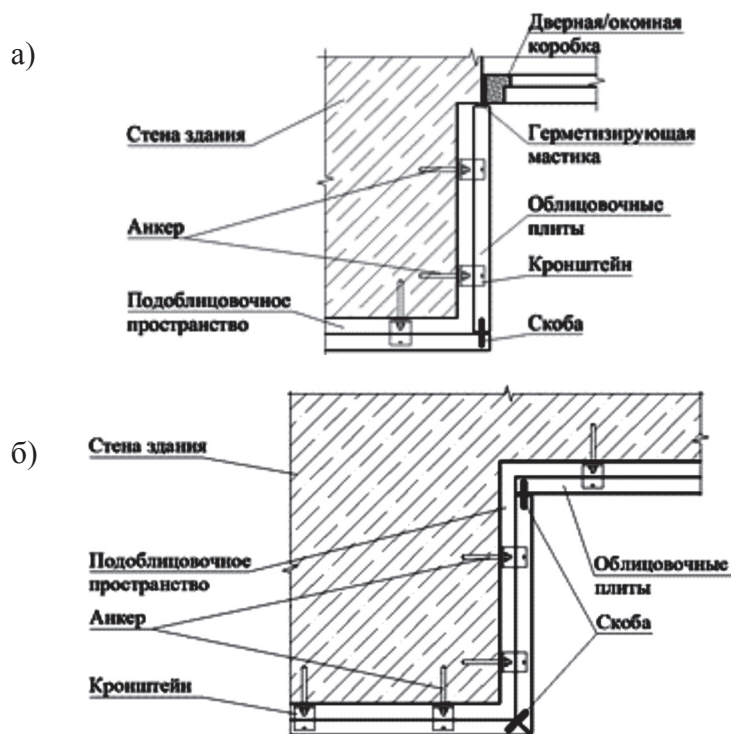 а)
Дверная/оконная
коробка
Стена здания
Герметизирующая
мастика
Анкер
Облицовочные
плиты
Кронштейн
Подоблицовочное
пространство
Скоба
б)
Стена здания
Подоблицовочное
пространство
Облицовочные
плиты
Анкер
Скоба
Кронштейн